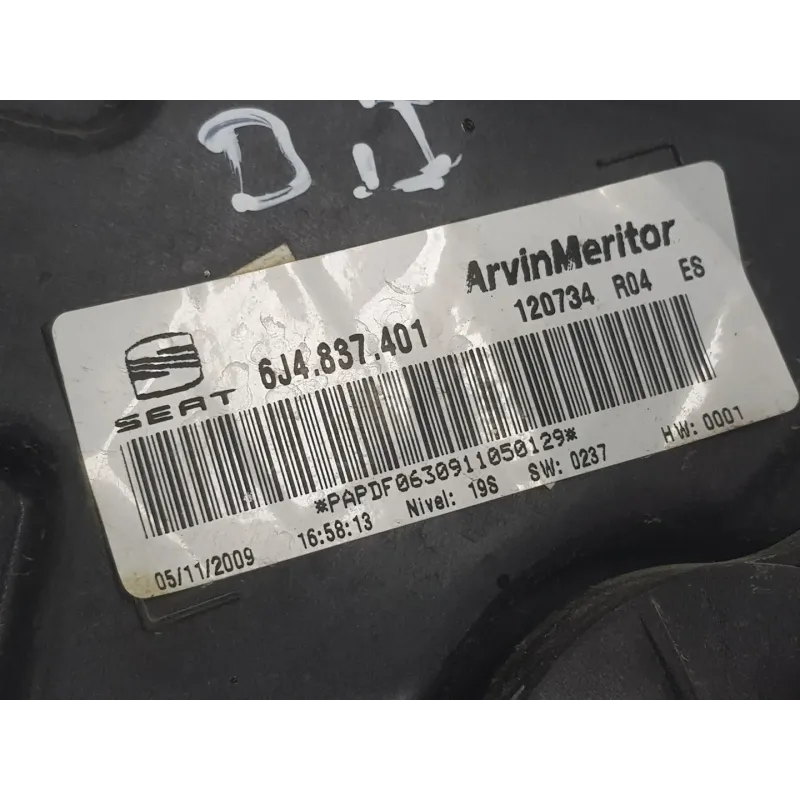 D.I
ArvinMeritor
120734 R04 ES
SEAT
6J4.837.401
*PAPDF0630911050129*
05/11/2009 16:58:13 Nivel: 19S SW: 0237 HW: 0001